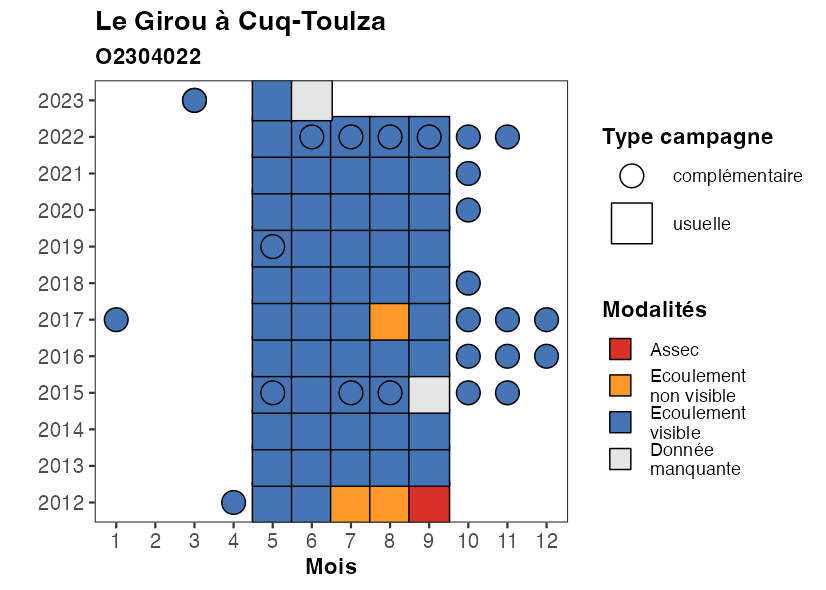 Le Girou à Cuq-Toulza
O2304022
2023
2022
2021
2020
2019
2018
2017
2016
2015
2014
2013
2012
1 2 3 4 5 6 7 8 9 10 11 12
Mois
Type campagne
complémentaire
usuelle
Modalités
Assec
Ecoulement
non visible
Ecoulement
visible
Donnée
manquante